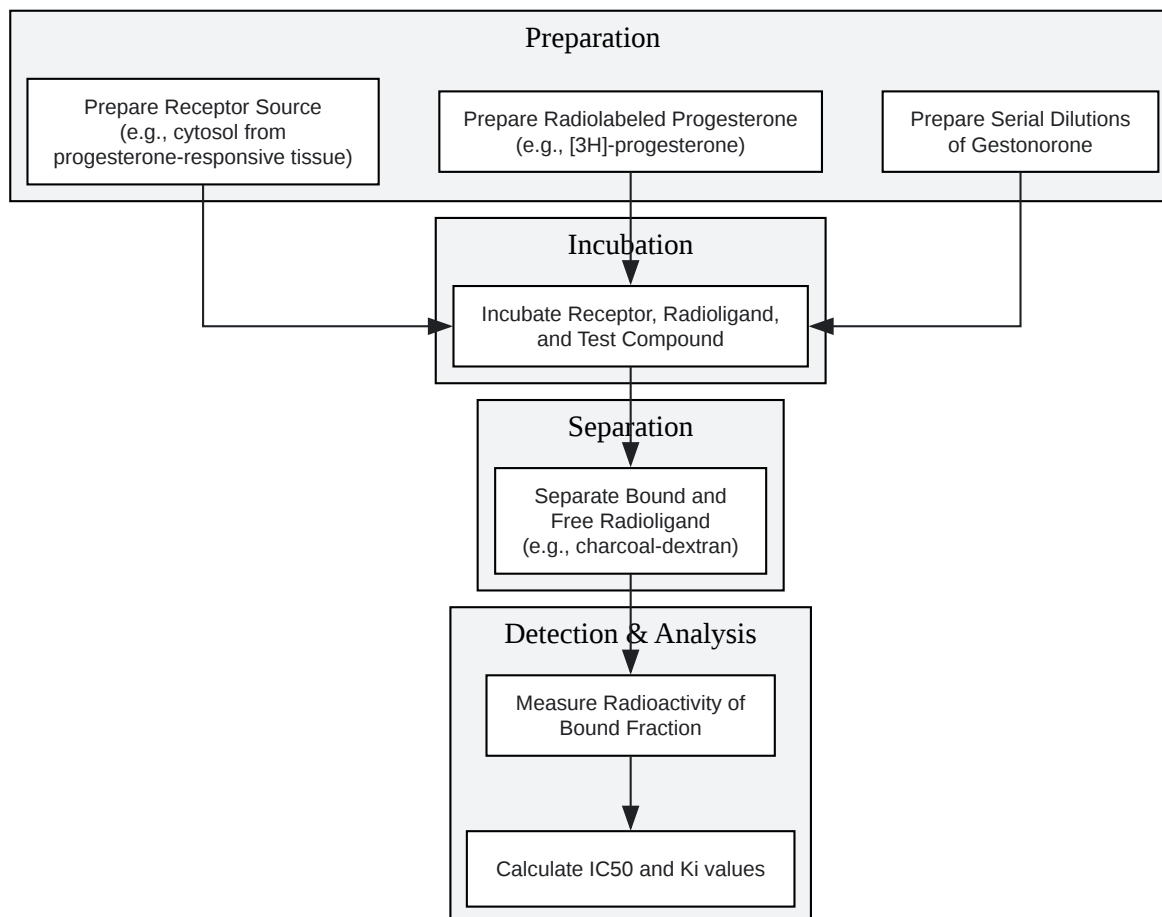 Preparation
Prepare Receptor Source
(e.g., cytosol from
progesterone-responsive tissue)
Prepare Radiolabeled Progesterone
(e.g., [3H]-progesterone)
Prepare Serial Dilutions
of Gestonorone
Incubation
Incubate Receptor, Radioligand,
and Test Compound
Separation
Separate Bound and
Free Radioligand
(e.g., charcoal-dextran)
Detection & Analysis
Measure Radioactivity of
Bound Fraction
Calculate IC50 and Ki values